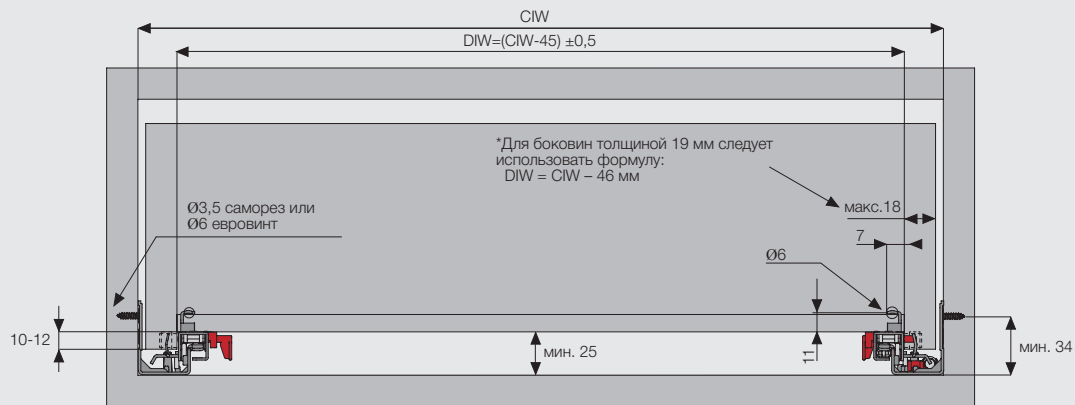 CIW
DIW=(CIW-45) ±0,5
*Для боковин толщиной 19 мм следует
использовать формулу:
DIW = CIW – 46 мм
Ø3,5 саморез или
Ø6 евровинт
макс.18
7
Ø6
10-12
мин. 25
11
мин. 34